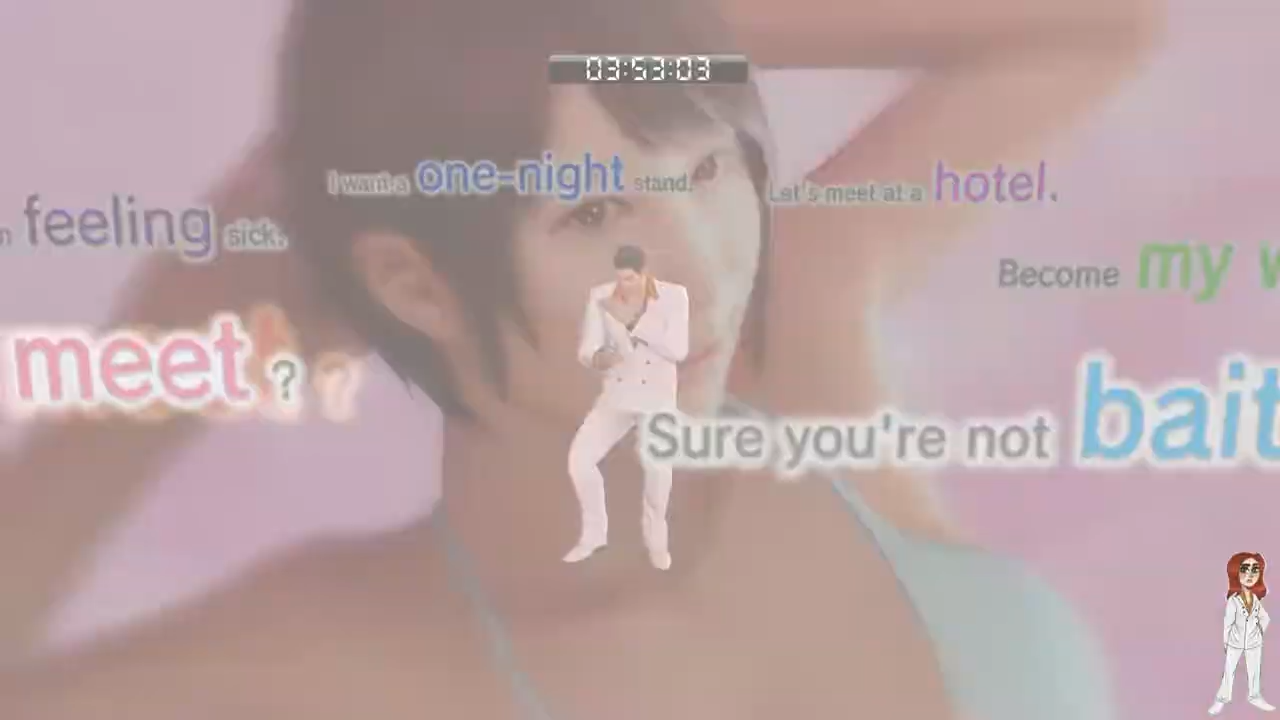 03:53:03
I want a one-night stand.
Let's meet at a hotel.
feeling sick.
Become my
meet?
Sure you're not bait